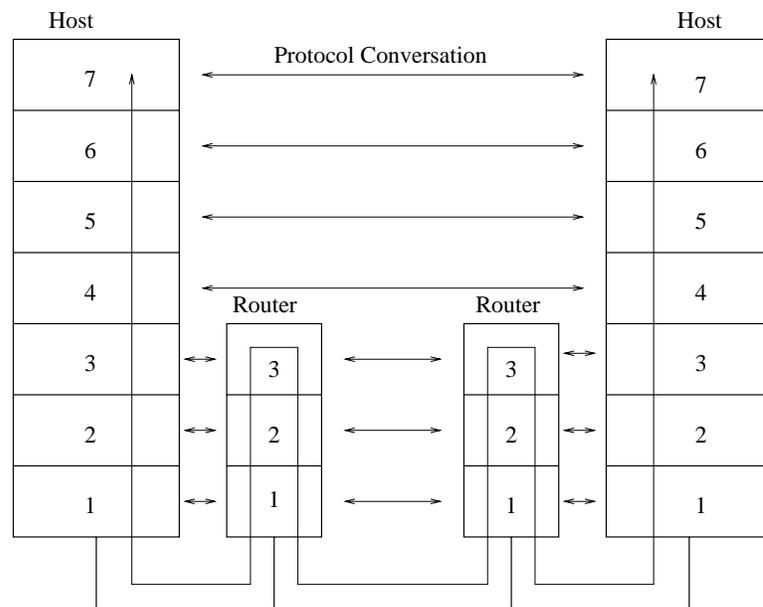 Host Host
Protocol Conversation
7 7
6 6
5 5
4 4
Router Router
3 3 3 3
2 2 2 2
1 1 1 1